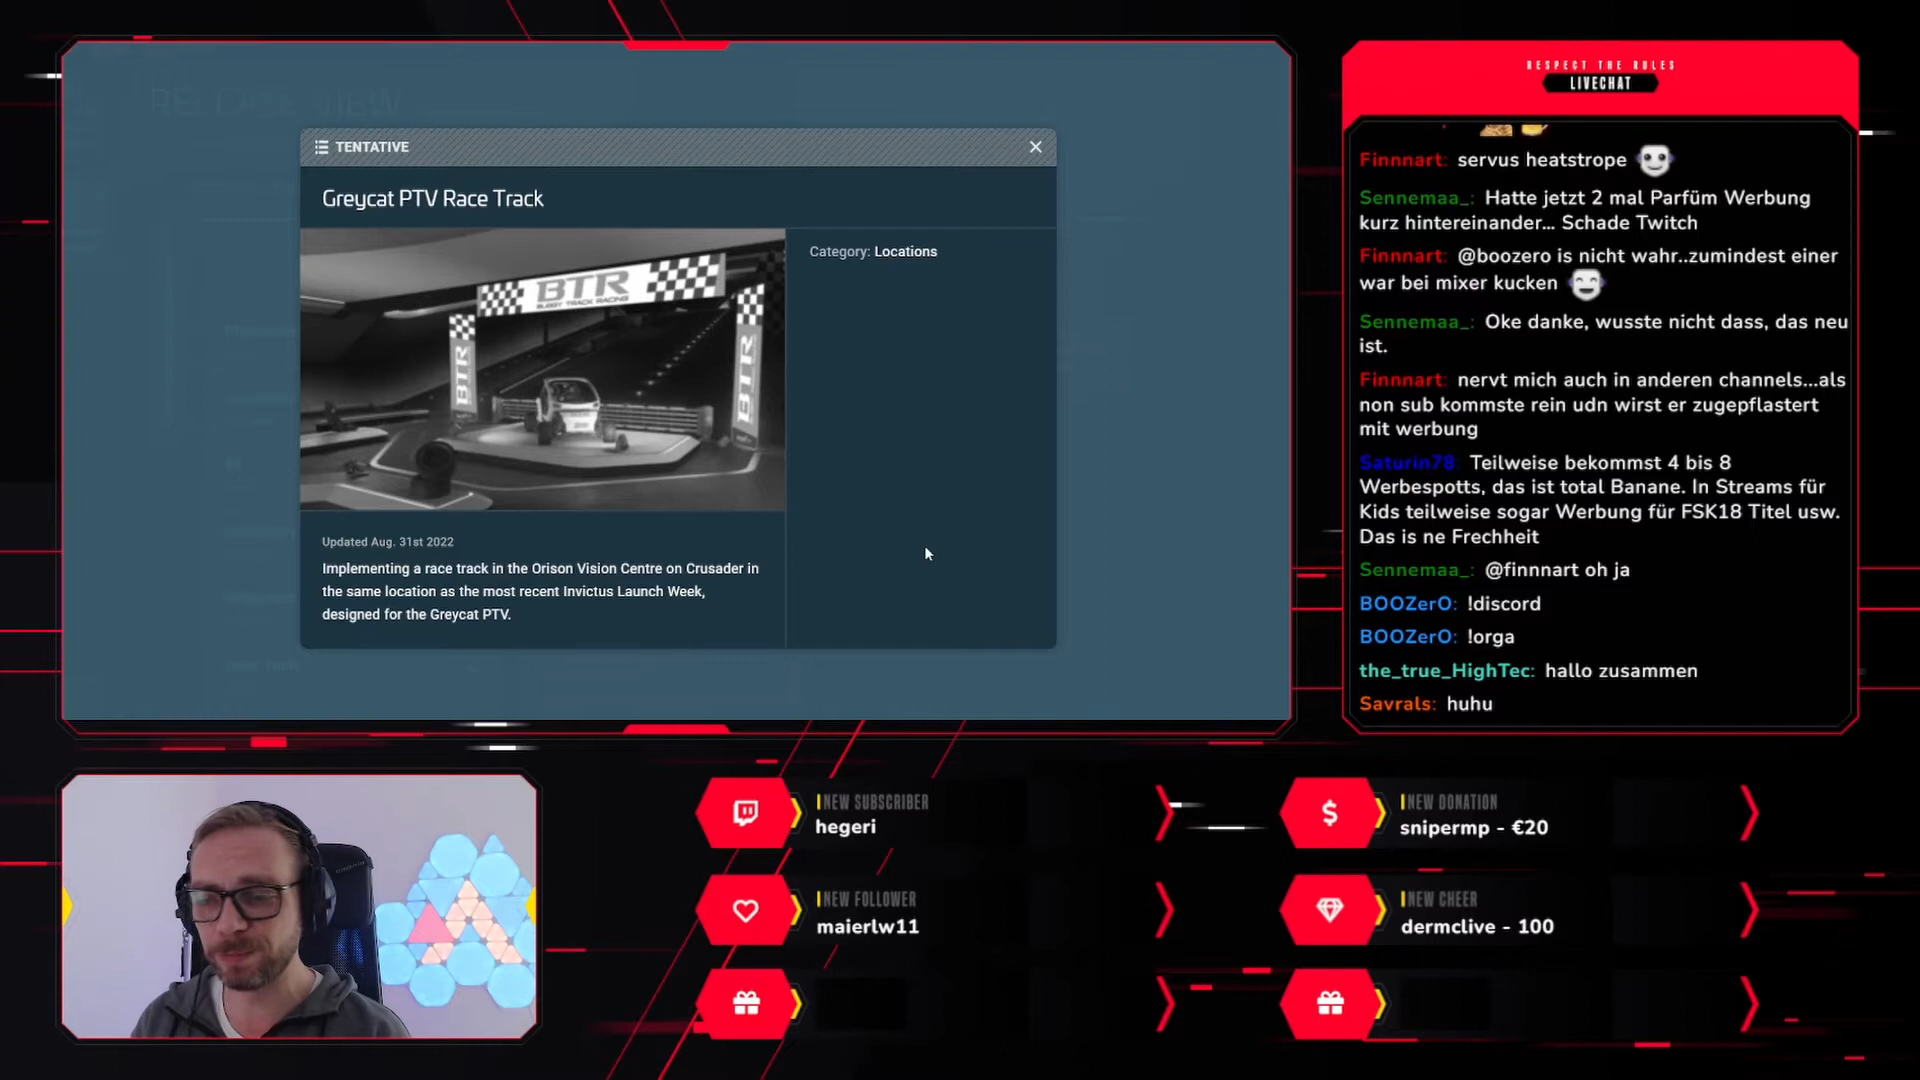 RELEASE VIEW
TENTATIVE
Greycat PTV Race Track
BTR
BUGGY TRACK RACING
BTR
BTR
Category: Locations
Updated Aug. 31st 2022
Implementing a race track in the Orison Vision Centre on Crusader in
the same location as the most recent Invictus Launch Week,
designed for the Greycat PTV.
RESPECT THE RULES
LIVECHAT
Finnnart: servus heatstrope
Sennemaa_: Hatte jetzt 2 mal Parfüm Werbung
kurz hintereinander... Schade Twitch
Finnnart: @boozero is nicht wahr..zumindest einer
war bei mixer kucken
Sennemaa_: Oke danke, wusste nicht dass, das neu
ist.
Finnnart: nervt mich auch in anderen channels...als
non sub kommste rein udn wirst er zugepflastert
mit werbung
Saturin78: Teilweise bekommst 4 bis 8
Werbespotts, das ist total Banane. In Streams für
Kids teilweise sogar Werbung für FSK18 Titel usw.
Das is ne Frechheit
Sennemaa_: @finnnart oh ja
BOOZerO: !discord
BOOZerO: !orga
the_true_HighTec: hallo zusammen
Savrals: huhu
NEW SUBSCRIBER
hegeri
NEW DONATION
snipermp - €20
NEW FOLLOWER
maierlw11
NEW CHEER
dermclive - 100